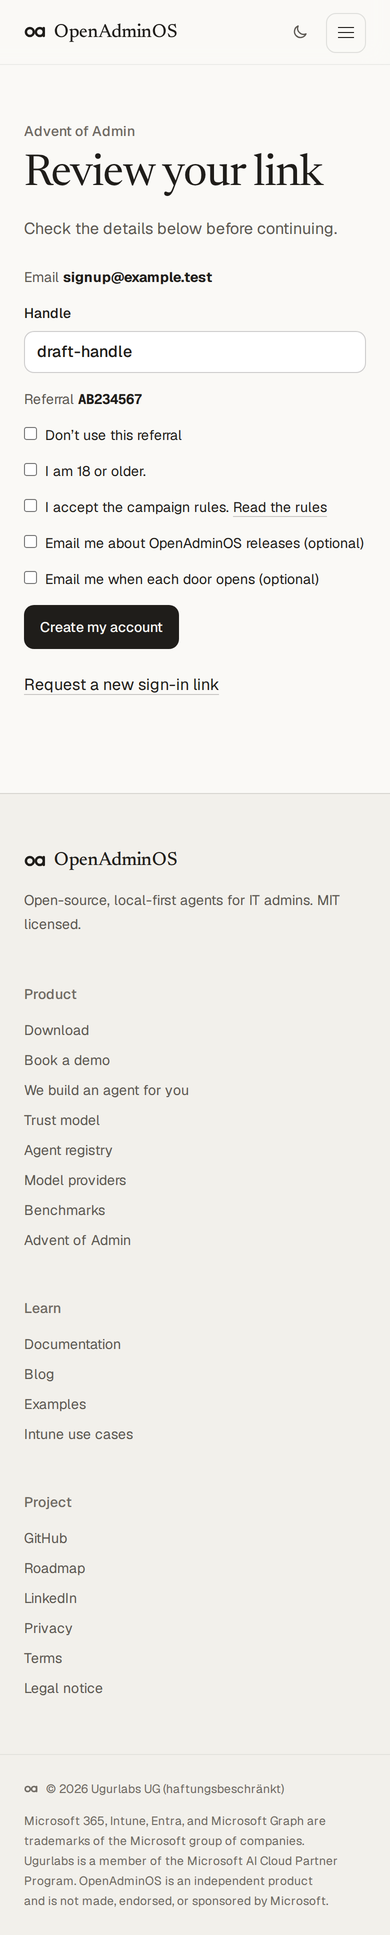 OpenAdminOS
Advent of Admin
Review your link
Check the details below before continuing.
Email signup@example.test
Handle
draft-handle
Referral AB234567
Don’t use this referral
I am 18 or older.
I accept the campaign rules. Read the rules
Email me about OpenAdminOS releases (optional)
Email me when each door opens (optional)
Create my account
Request a new sign-in link
OpenAdminOS
Open-source, local-first agents for IT admins. MIT
licensed.
Product
Download
Book a demo
We build an agent for you
Trust model
Agent registry
Model providers
Benchmarks
Advent of Admin
Learn
Documentation
Blog
Examples
Intune use cases
Project
GitHub
Roadmap
LinkedIn
Privacy
Terms
Legal notice
© 2026 Ugurlabs UG (haftungsbeschränkt)
Microsoft 365, Intune, Entra, and Microsoft Graph are
trademarks of the Microsoft group of companies.
Ugurlabs is a member of the Microsoft AI Cloud Partner
Program. OpenAdminOS is an independent product
and is not made, endorsed, or sponsored by Microsoft.